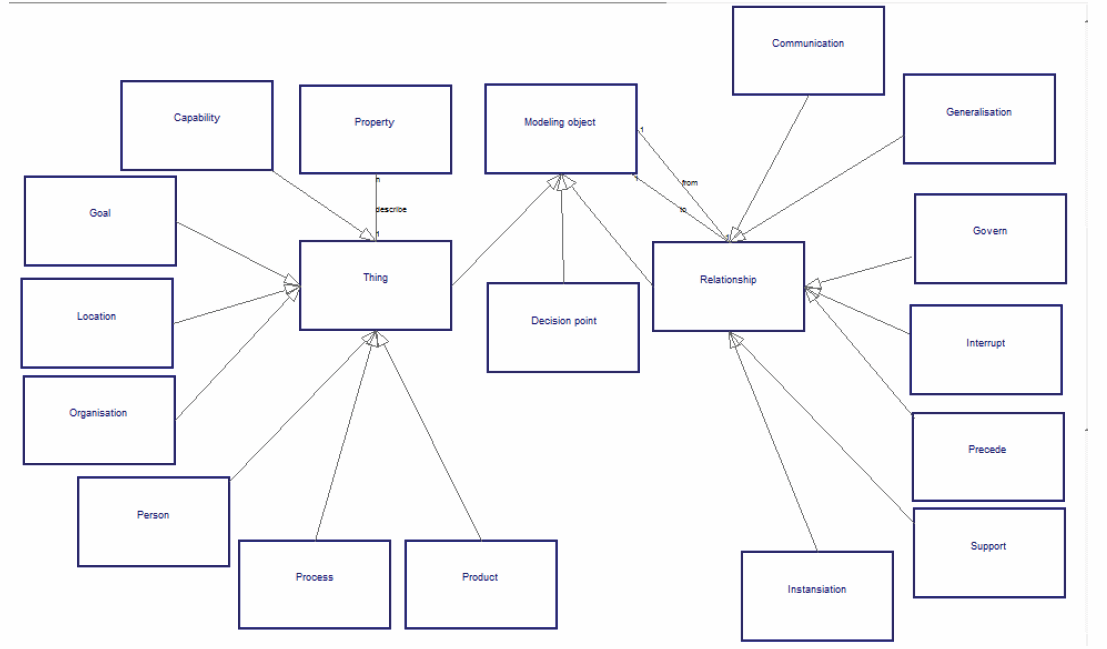 Communication
Capability
Property
Modeling object
Generalisation
1
1
n
from
describe
to
1
1
Goal
Govern
Thing
Relationship
Location
Decision point
Interrupt
Organisation
Precede
Person
Support
Process
Product
Instansiation